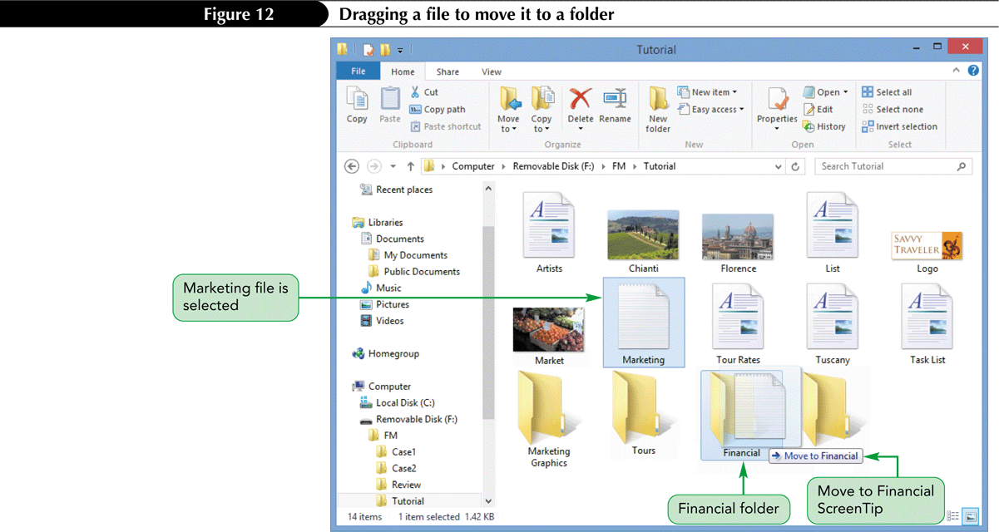 Figure 12 Dragging a file to move it to a folder
Tutorial
File Home Share View
Copy Paste Cut
Copy path
Paste shortcut
Clipboard
Move to Copy to Delete Rename
Organize
New folder New item
Easy access
New
Properties Open
Edit
History
Open
Select all
Select none
Invert selection
Select
Computer Removable Disk (F:) FM Tutorial Search Tutorial
Recent places
Libraries
Documents
My Documents
Public Documents
Music
Pictures
Videos
Homegroup
Computer
Local Disk (C:)
Removable Disk (F:)
FM
Case1
Case2
Review
Tutorial
SAVVY
TRAVELER
Artists Chianti Florence List Logo
Market Marketing Tour Rates Tuscany Task List
Marketing
Graphics
Tours
Financial
Move to Financial
14 items 1 item selected 1.42 KB
Marketing file is
selected
Financial folder
Move to Financial
ScreenTip